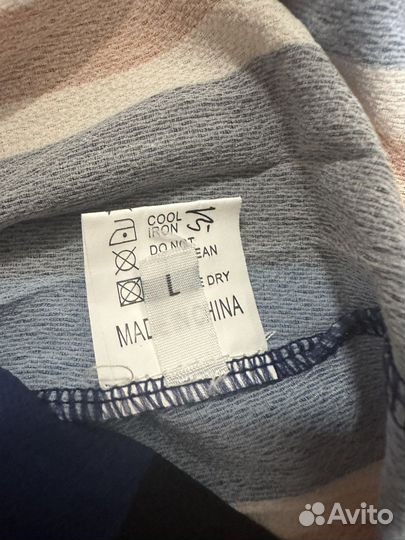 COOL
IRON
DO NOT
EAN
L
E DRY
MAD
HINA
Avito